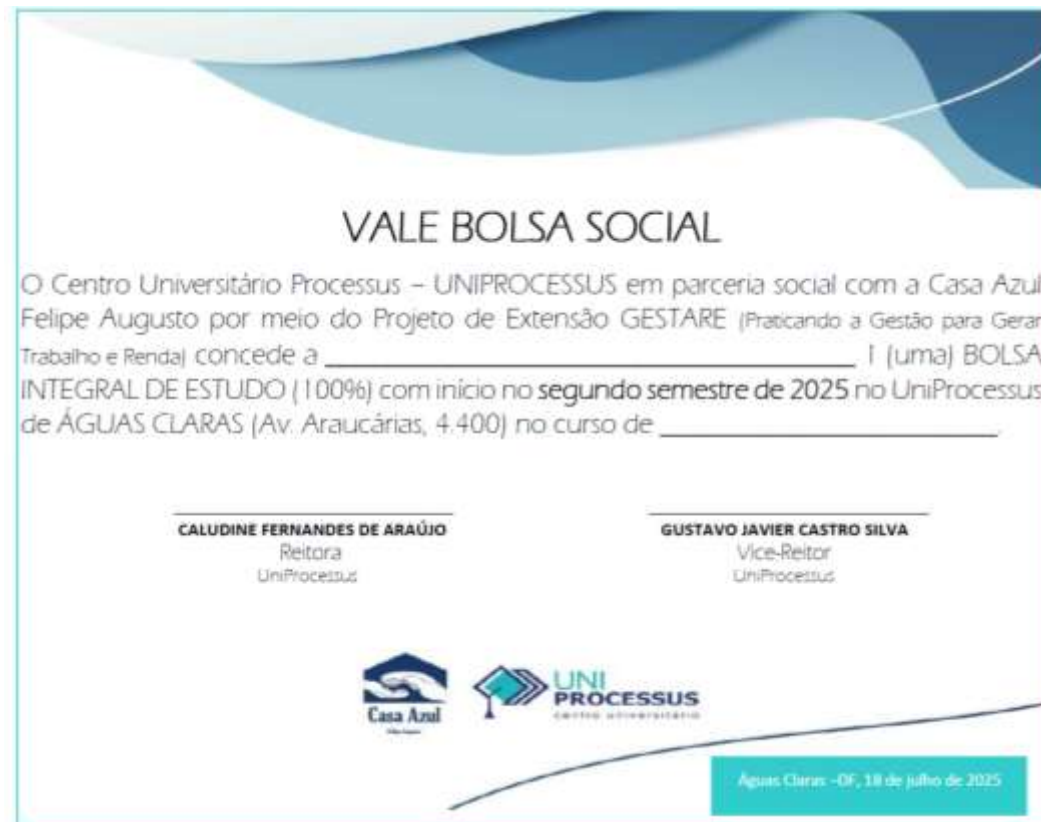 VALE BOLSA SOCIAL
O Centro Universitário Processus – UNIPROCESSUS em parceria social com a Casa Azul
Felipe Augusto por meio do Projeto de Extensão GESTARE (Praticando a Gestão para Gerar
Trabalho e Renda) concede a ______________________________ 1 (uma) BOLSA
INTEGRAL DE ESTUDO (100%) com início no segundo semestre de 2025 no UniProcessus
de ÁGUAS CLARAS (Av. Araucárias, 4.400) no curso de ____________________.
CALUDINE FERNANDES DE ARAÚJO
Reitora
UniProcessus
GUSTAVO JAVIER CASTRO SILVA
Vice-Reitor
UniProcessus
Casa Azul
UNI
PROCESSUS
centro universitário
Águas Claras –DF, 18 de julho de 2025